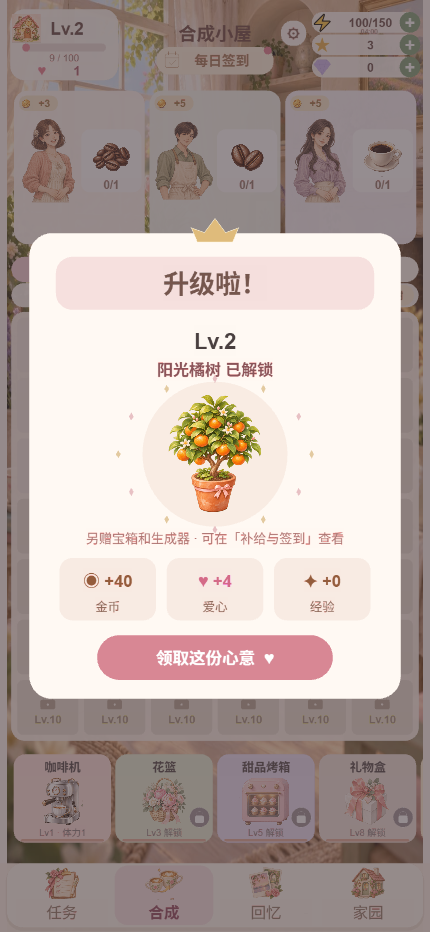 Lv.2
9 / 100
♥ 1
合成小屋
每日签到
100/150
3
0
+3
+5
+5
0/1
0/1
0/1
升级啦！
Lv.2
阳光橘树 已解锁
另赠宝箱和生成器 · 可在「补给与签到」查看
+40
♥ +4
✦ +0
金币
爱心
经验
领取这份心意 ♥
Lv.10
Lv.10
Lv.10
Lv.10
Lv.10
Lv.10
咖啡机
花篮
甜品烤箱
礼物盒
Lv1 · 体力1
Lv3 解锁
Lv5 解锁
Lv8 解锁
任务
合成
回忆
家园